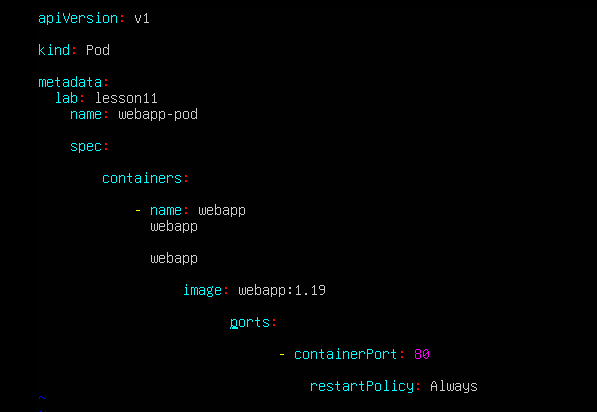 apiVersion: v1
kind: Pod
metadata:
lab: lesson11
name: webapp-pod
spec:
containers:
- name: webapp
webapp
webapp
image: webapp:1.19
ports:
- containerPort: 80
restartPolicy: Always
~